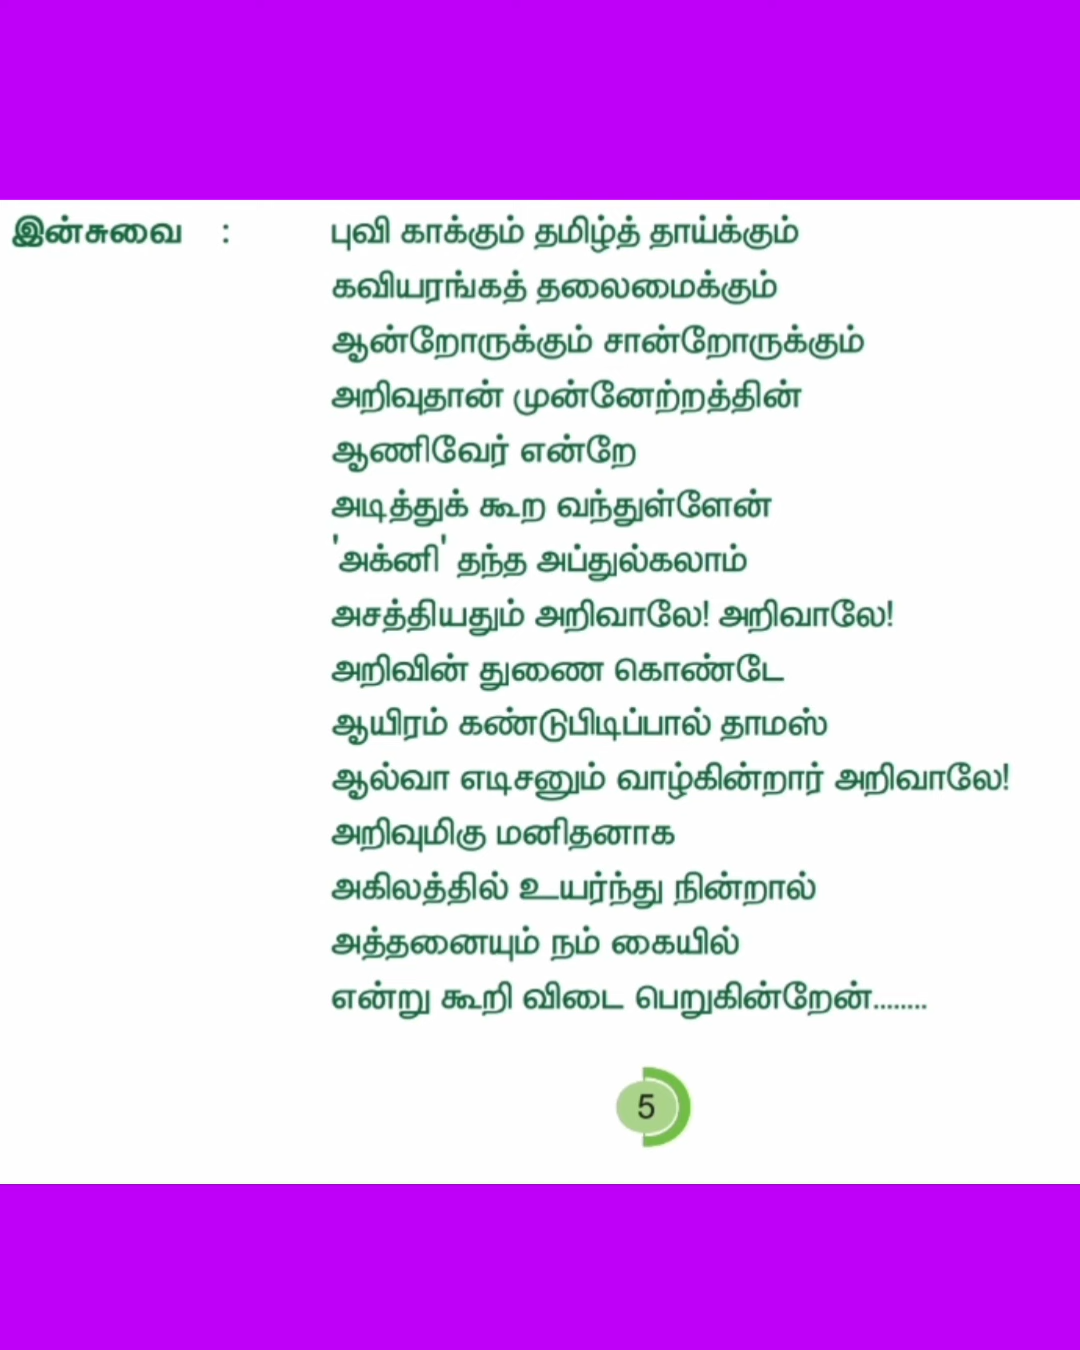 இன்சுவை : புவி காக்கும் தமிழ்த் தாய்க்கும்
கவியரங்கத் தலைமைக்கும்
ஆன்றோருக்கும் சான்றோருக்கும்
அறிவுதான் முன்னேற்றத்தின்
ஆணிவேர் என்றே
அடித்துக் கூற வந்துள்ளேன்
'அக்னி' தந்த அப்துல்கலாம்
அசத்தியதும் அறிவாலே! அறிவாலே!
அறிவின் துணை கொண்டே
ஆயிரம் கண்டுபிடிப்பால் தாமஸ்
ஆல்வா எடிசனும் வாழ்கின்றார் அறிவாலே!
அறிவுமிகு மனிதனாக
அகிலத்தில் உயர்ந்து நின்றால்
அத்தனையும் நம் கையில்
என்று கூறி விடை பெறுகின்றேன்........
5